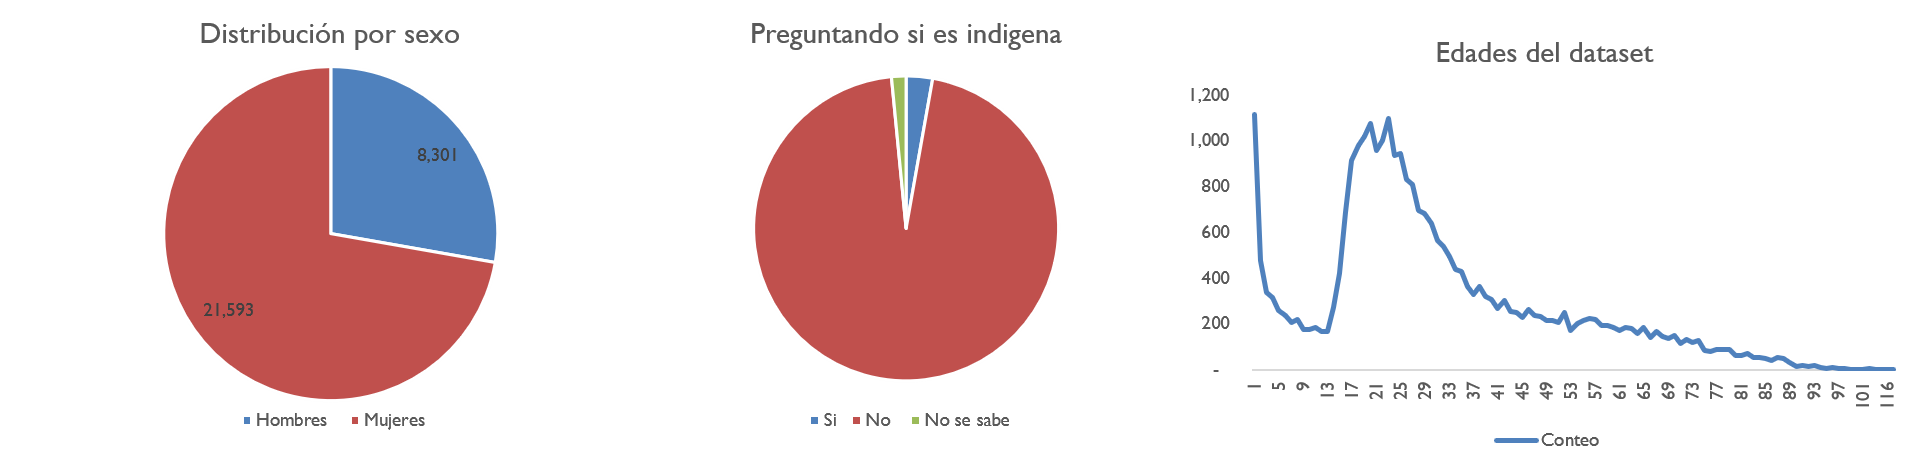 Distribución por sexo
8,301
21,593
Hombres Mujeres
Preguntando si es indigena
Si No No se sabe
Edades del dataset
1,200
1,000
800
600
400
200
-
1 5 9 13 17 21 25 29 33 37 41 45 49 53 57 61 65 69 73 77 81 85 89 93 97 101 116
Conteo